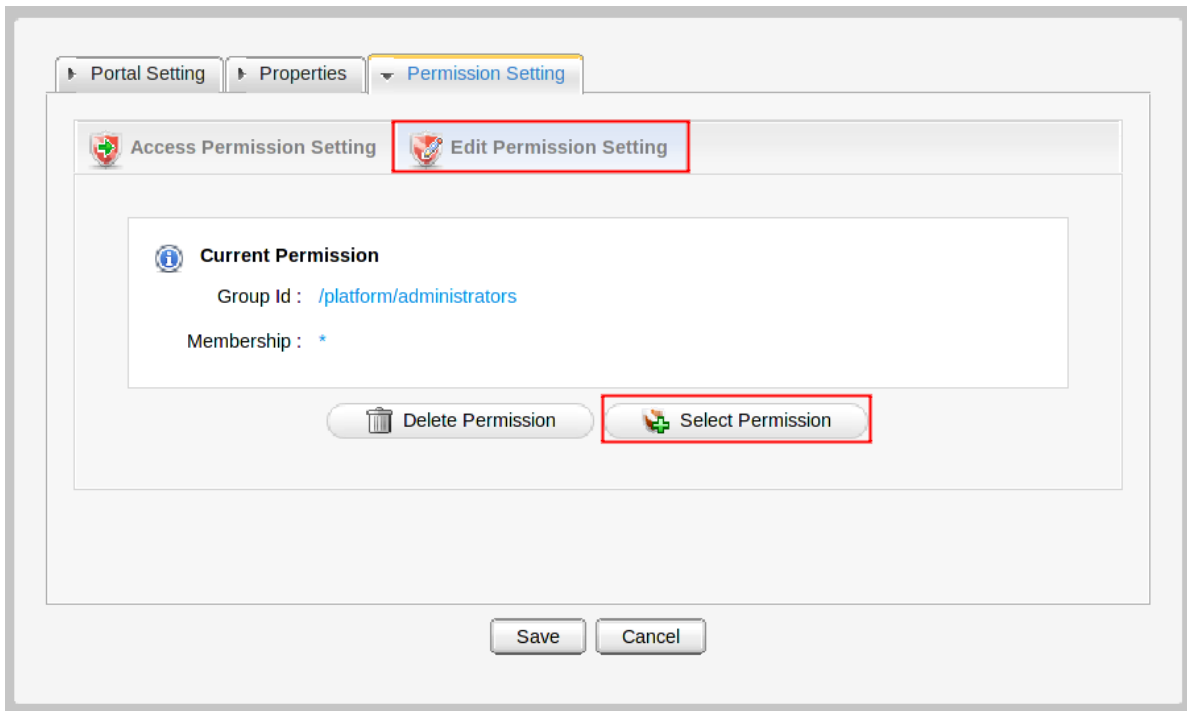 Portal Setting Properties Permission Setting
Access Permission Setting Edit Permission Setting
Current Permission
Group Id : /platform/administrators
Membership : *
Delete Permission Select Permission
Save Cancel